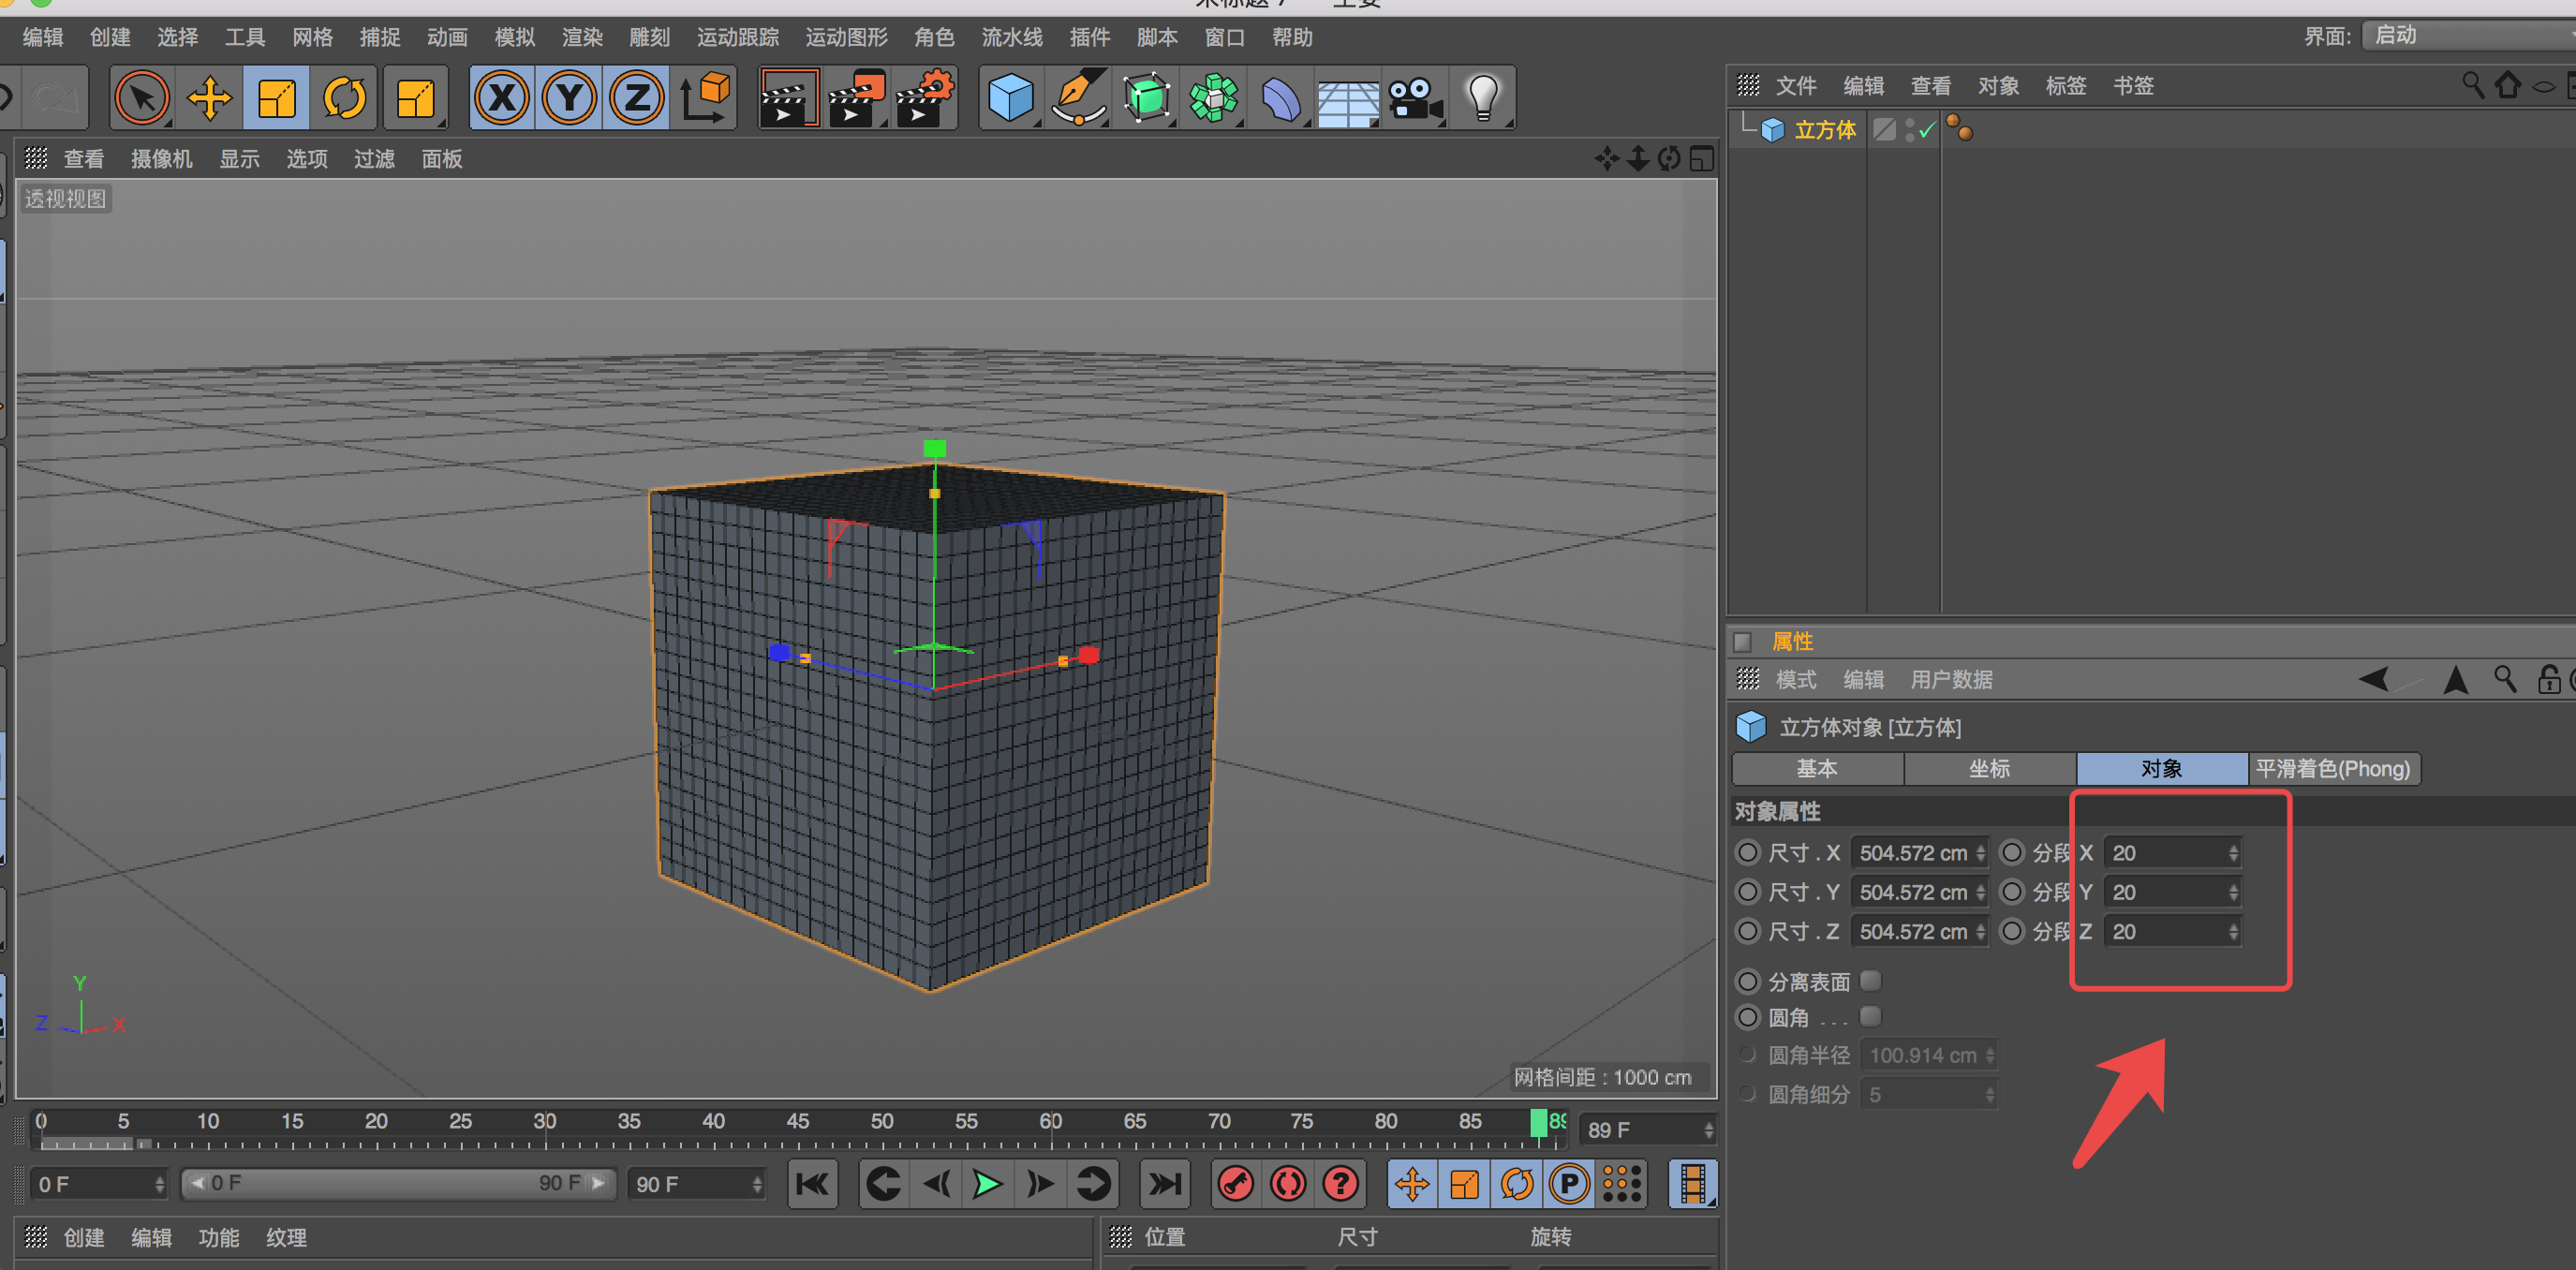 编辑 创建 选择 工具 网格 捕捉 动画 模拟 渲染 雕刻 运动跟踪 运动图形 角色 流水线 插件 脚本 窗口 帮助 界面: 启动
X Y Z
文件 编辑 查看 对象 标签 书签
立方体
查看 摄像机 显示 选项 过滤 面板
透视视图
属性
模式 编辑 用户数据
立方体对象 [立方体]
基本 坐标 对象 平滑着色(Phong)
对象属性
尺寸 . X 504.572 cm 分段 X 20
尺寸 . Y 504.572 cm 分段 Y 20
尺寸 . Z 504.572 cm 分段 Z 20
分离表面
圆角 . . .
圆角半径 100.914 cm
圆角细分 5
Y
Z X
网格间距 : 1000 cm
0 5 10 15 20 25 30 35 40 45 50 55 60 65 70 75 80 85 89 F
0 F 0 F 90 F 90 F ? P
创建 编辑 功能 纹理
位置 尺寸 旋转